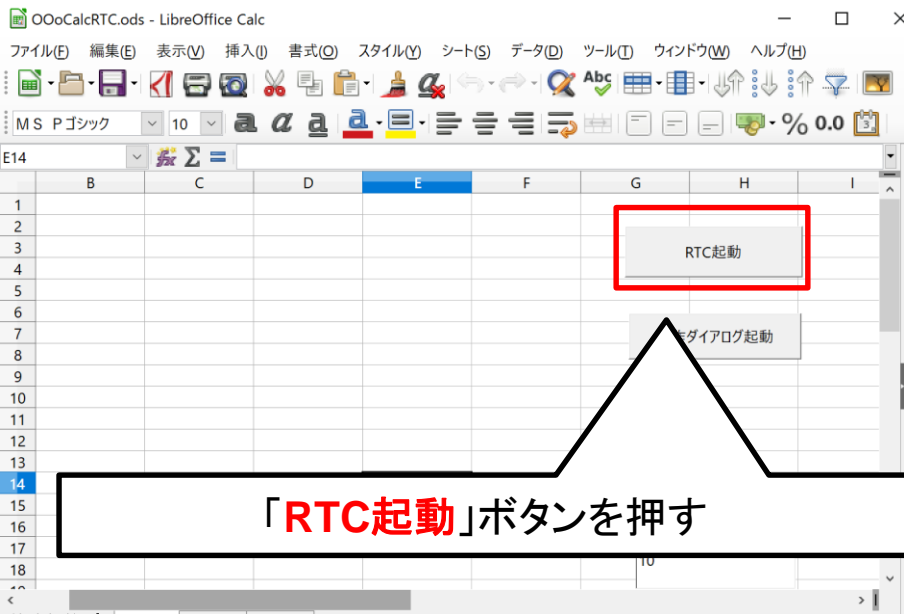 OOoCalcRTC.ods - LibreOffice Calc
ファイル(F) 編集(E) 表示(V) 挿入(I) 書式(O) スタイル(Y) シート(S) データ(D) ツール(T) ウィンドウ(W) ヘルプ(H)
Abc
MS Pゴシック 10 a a a a % 0.0
E14 fx Σ =
B C D E F G H I
1
2
3
RTC起動
4
5
6
7
ダイアログ起動
8
9
10
11
12
13
14
15
「RTC起動」ボタンを押す
16
17
10
18